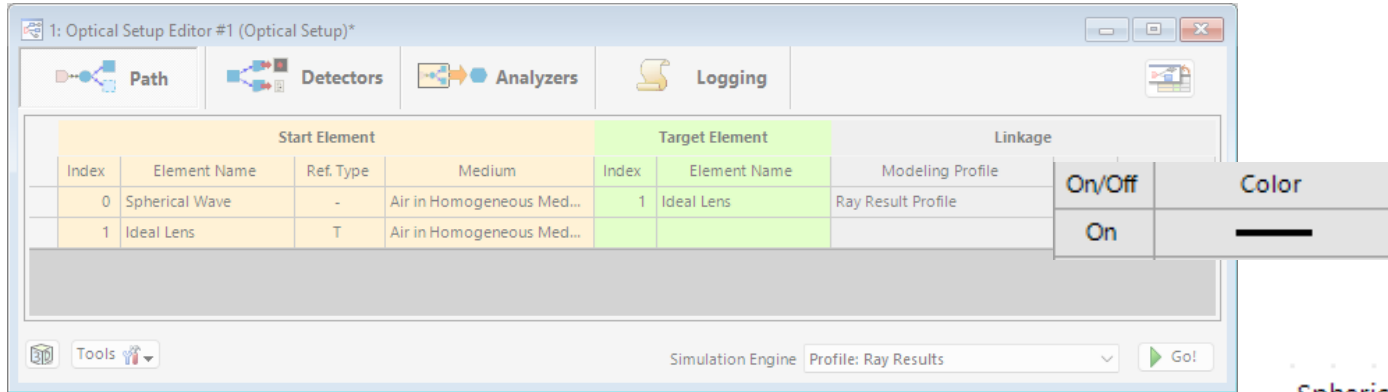 1: Optical Setup Editor #1 (Optical Setup)*
Path Detectors Analyzers Logging
Start Element Target Element Linkage
Index Element Name Ref. Type Medium Index Element Name Modeling Profile On/Off Color
0 Spherical Wave - Air in Homogeneous Med... 1 Ideal Lens Ray Result Profile On
1 Ideal Lens T Air in Homogeneous Med...
3D Tools Simulation Engine Profile: Ray Results Go!